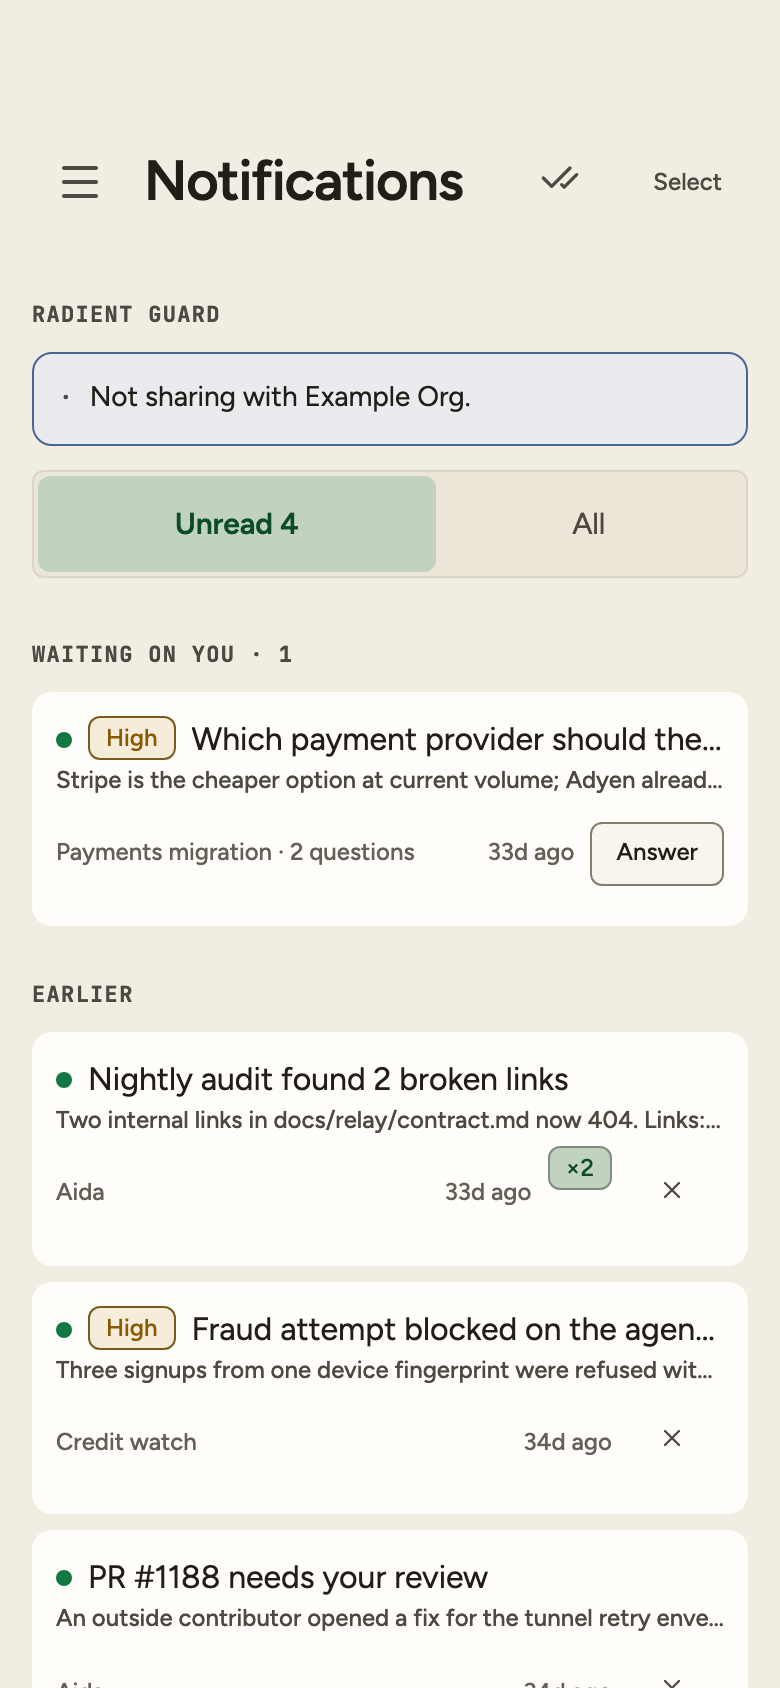 Notifications
Select
RADIENT GUARD
· Not sharing with Example Org.
Unread 4
All
WAITING ON YOU · 1
High
Which payment provider should the...
Stripe is the cheaper option at current volume; Adyen alread...
Payments migration · 2 questions
33d ago
Answer
EARLIER
Nightly audit found 2 broken links
Two internal links in docs/relay/contract.md now 404. Links:...
Aida
33d ago
×2
High
Fraud attempt blocked on the agen...
Three signups from one device fingerprint were refused wit...
Credit watch
34d ago
PR #1188 needs your review
An outside contributor opened a fix for the tunnel retry enve...
Aida
34d ago